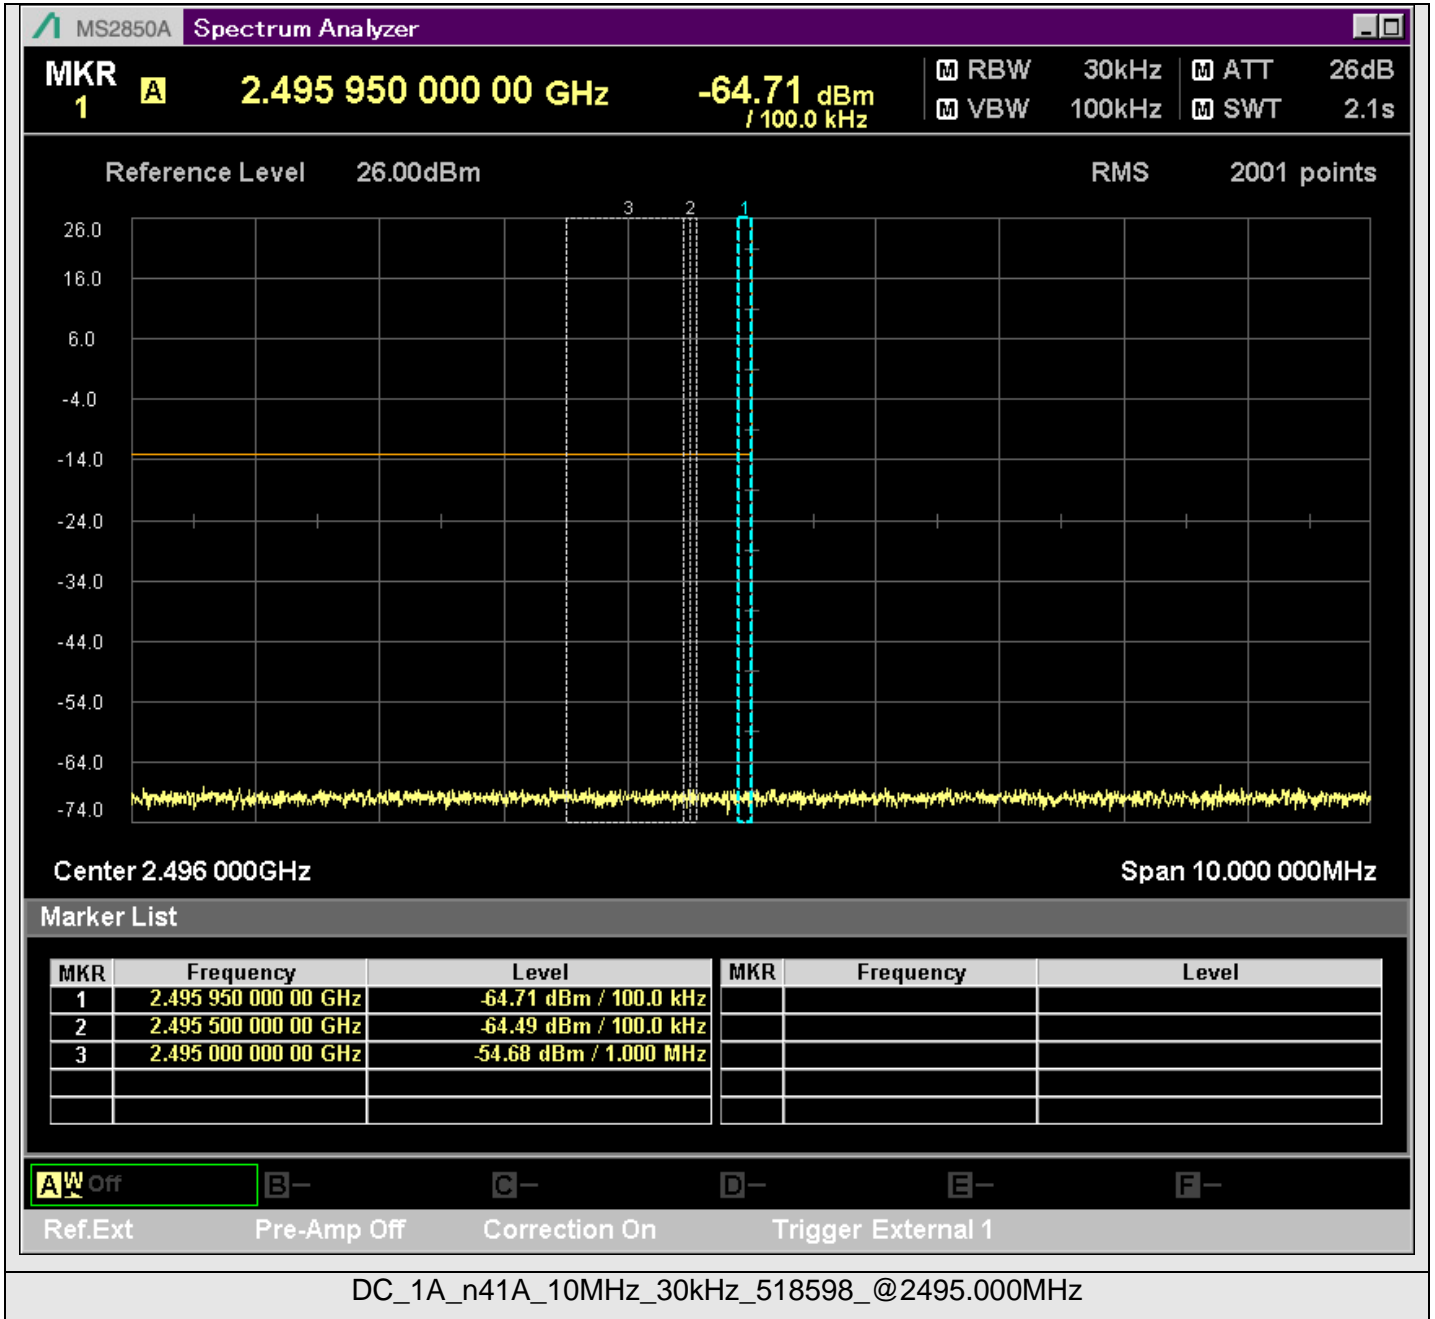 MS2850A Spectrum Analyzer
MKR 1 A 2.495 950 000 00 GHz -64.71 dBm / 100.0 kHz
M RBW 30kHz M ATT 26dB
M VBW 100kHz M SWT 2.1s
Reference Level 26.00dBm RMS 2001 points
3 2 1
26.0
16.0
6.0
-4.0
-14.0
-24.0
-34.0
-44.0
-54.0
-64.0
-74.0
Center 2.496 000GHz Span 10.000 000MHz
Marker List
MKR Frequency Level MKR Frequency Level
1 2.495 950 000 00 GHz -64.71 dBm / 100.0 kHz
2 2.495 500 000 00 GHz -64.49 dBm / 100.0 kHz
3 2.495 000 000 00 GHz -54.68 dBm / 1.000 MHz
A W Off B- C- D- E- F-
Ref.Ext Pre-Amp Off Correction On Trigger External 1
DC_1A_n41A_10MHz_30kHz_518598_@2495.000MHz